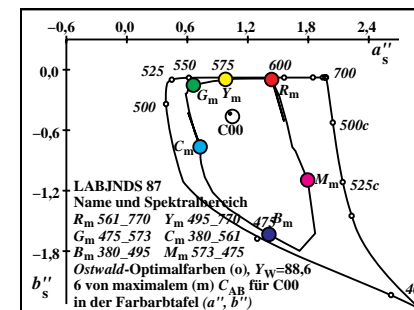 −0,6 0,0 0,6 1,2 1,8 2,4
a''s
525 550 575 600 700
0,0
Gm Ym Rm
500
C00
500c
−0,6
Cm
Mm 525c
−1,2
LABJNDS 87
Name und Spektralbereich
475 Bm
Rm 561_770 Ym 495_770
Gm 475_573 Cm 380_561
Bm 380_495 Mm 573_475
−1,8
Ostwald-Optimalfarben (o), YW=88,6
b''s
6 von maximalem (m) CAB für C00
in der Farbarbtafel (a'', b'')